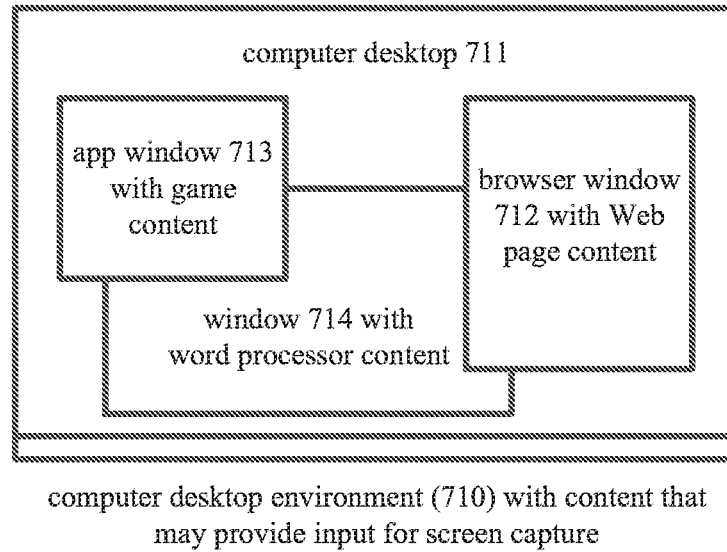 computer desktop 711
app window 713
with game
content
browser window
712 with Web
page content
window 714 with
word processor content
computer desktop environment (710) with content that
may provide input for screen capture